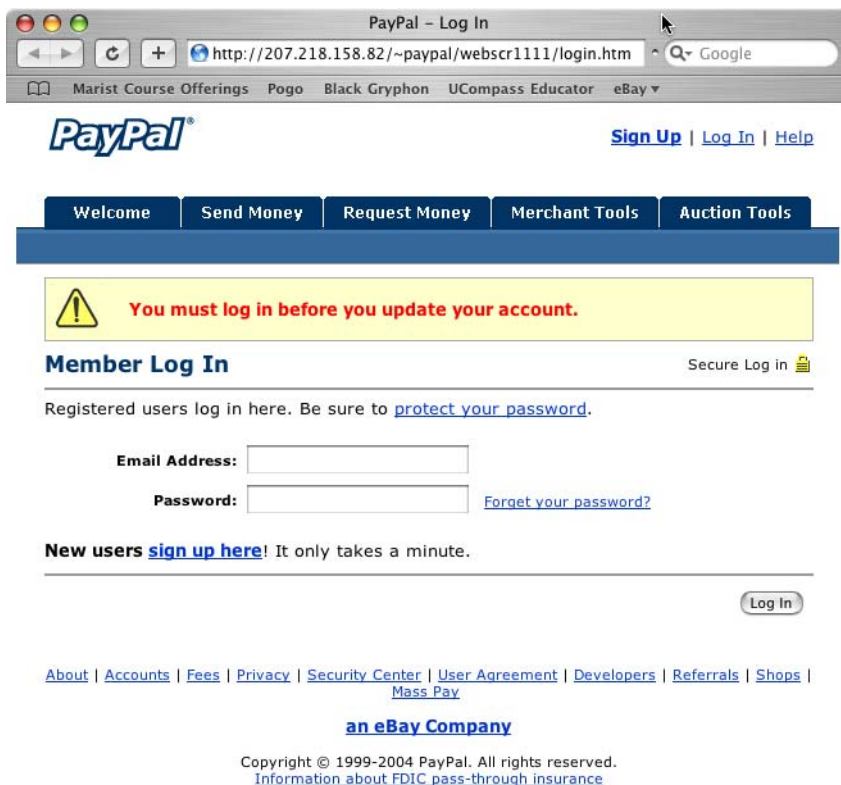 PayPal – Log In
http://207.218.158.82/~paypal/webscr1111/login.htm Google
Marist Course Offerings Pogo Black Gryphon UCompass Educator eBay ▾
PayPal® Sign Up | Log In | Help
Welcome Send Money Request Money Merchant Tools Auction Tools
You must log in before you update your account.
Member Log In Secure Log in
Registered users log in here. Be sure to protect your password.
Email Address:
Password: Forget your password?
New users sign up here! It only takes a minute.
Log In
About | Accounts | Fees | Privacy | Security Center | User Agreement | Developers | Referrals | Shops |
Mass Pay
an eBay Company
Copyright © 1999-2004 PayPal. All rights reserved.
Information about FDIC pass-through insurance